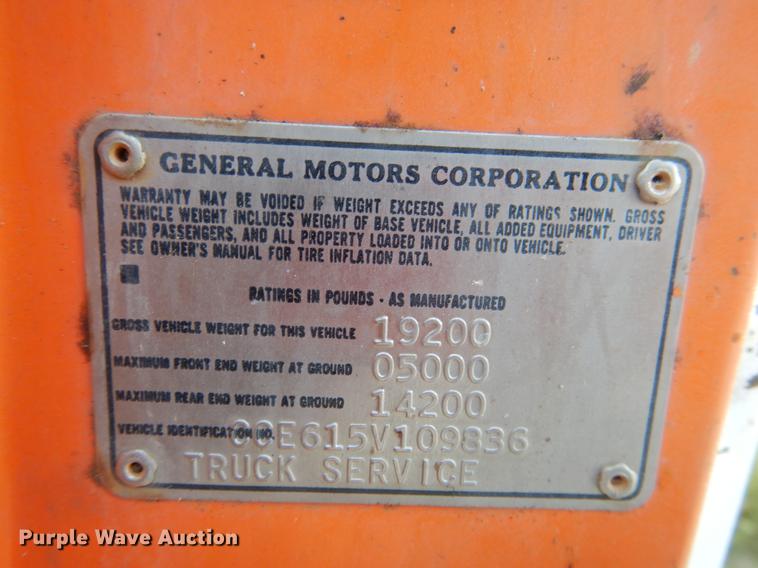 GENERAL MOTORS CORPORATION
WARRANTY MAY BE VOIDED IF WEIGHT EXCEEDS ANY OF RATINGS SHOWN. GROSS
VEHICLE WEIGHT INCLUDES WEIGHT OF BASE VEHICLE, ALL ADDED EQUIPMENT, DRIVER
AND PASSENGERS, AND ALL PROPERTY LOADED INTO OR ONTO VEHICLE.
SEE OWNER'S MANUAL FOR TIRE INFLATION DATA.
RATINGS IN POUNDS - AS MANUFACTURED
GROSS VEHICLE WEIGHT FOR THIS VEHICLE 19200
MAXIMUM FRONT END WEIGHT AT GROUND 05000
MAXIMUM REAR END WEIGHT AT GROUND 14200
VEHICLE IDENTIFICATION NO. CCE615V109836
TRUCK SERVICE
Purple Wave Auction